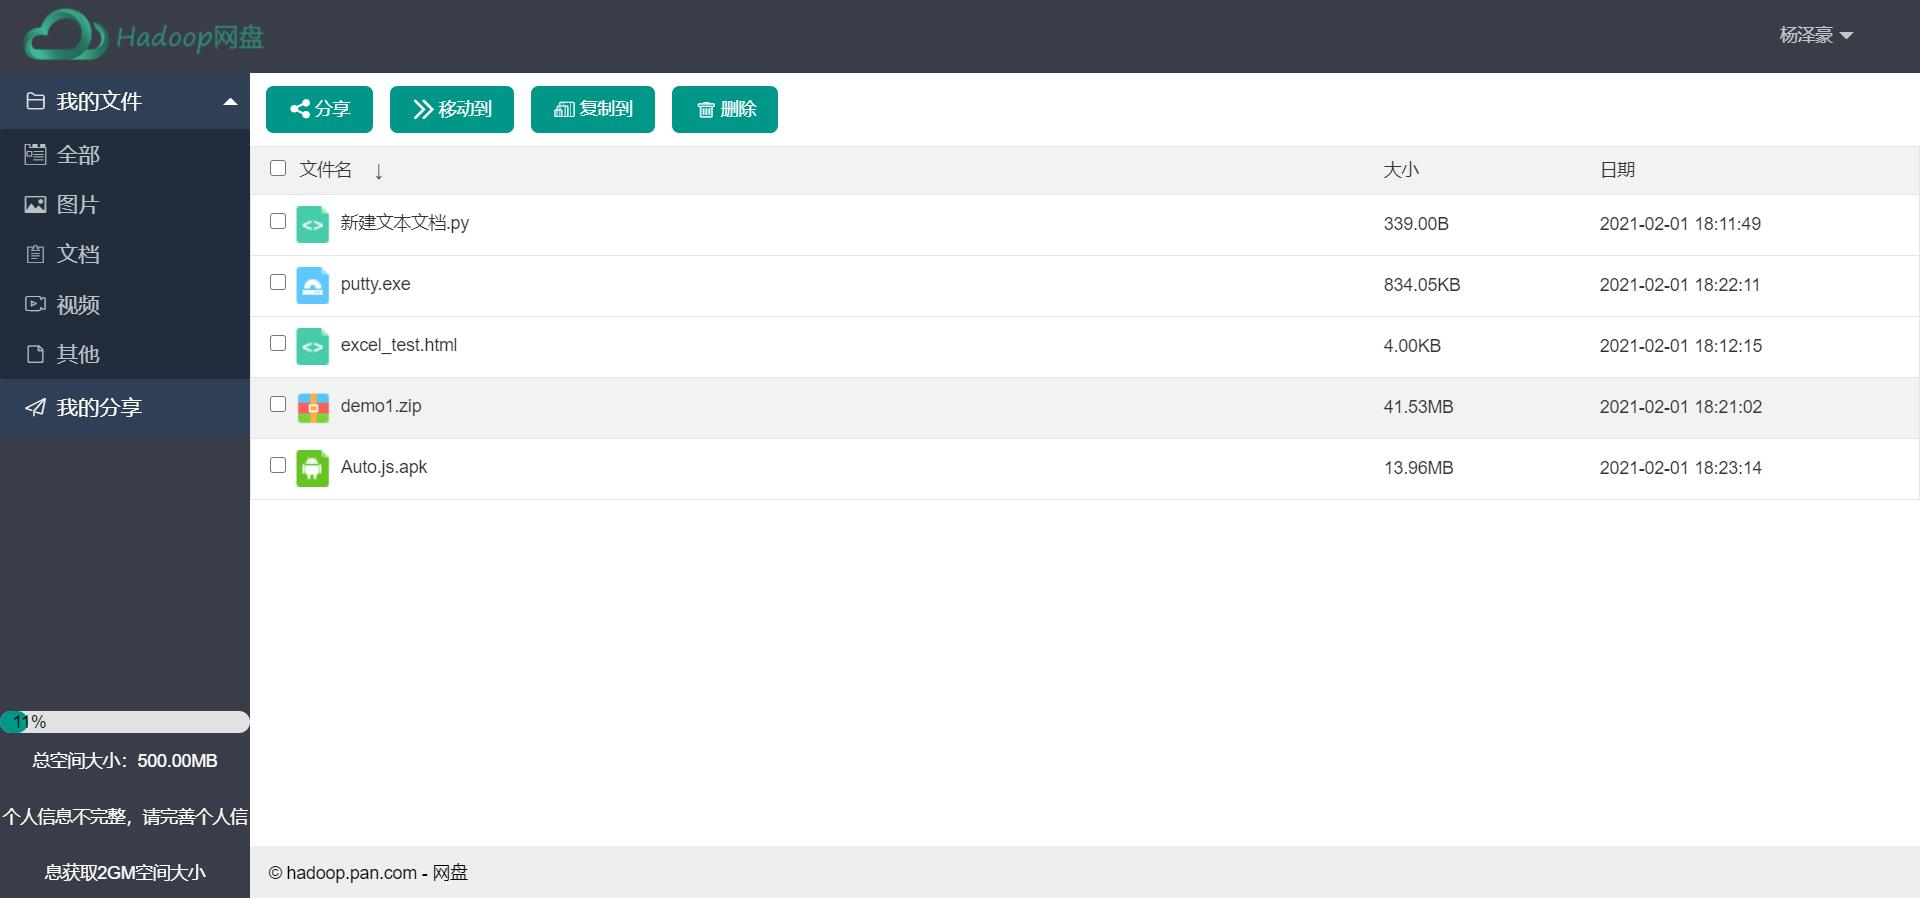 Hadoop网盘
杨泽豪
我的文件
全部
图片
文档
视频
其他
我的分享
11%
总空间大小：500.00MB
个人信息不完整，请完善个人信
息获取2GM空间大小
分享 移动到 复制到 删除
文件名 ↓ 大小 日期
新建文本文档.py 339.00B 2021-02-01 18:11:49
putty.exe 834.05KB 2021-02-01 18:22:11
excel_test.html 4.00KB 2021-02-01 18:12:15
demo1.zip 41.53MB 2021-02-01 18:21:02
Auto.js.apk 13.96MB 2021-02-01 18:23:14
© hadoop.pan.com - 网盘